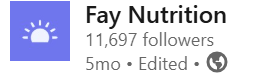 Fay Nutrition
11,697 followers
5mo • Edited •